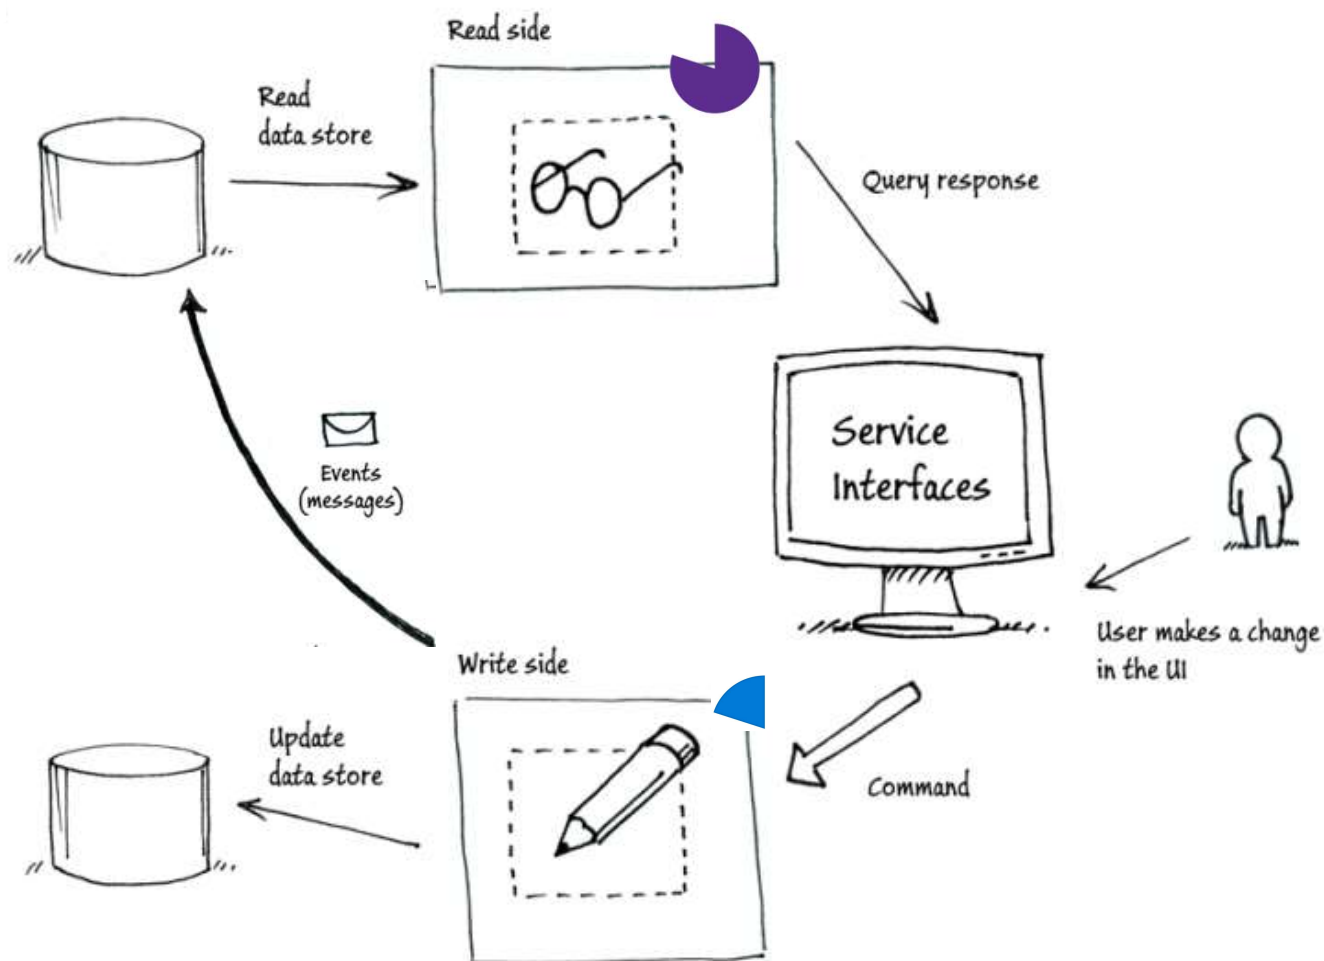 Read side
Read
data store
Query response
Service
Interfaces
Events
(messages)
User makes a change
in the UI
Write side
Update
data store
Command